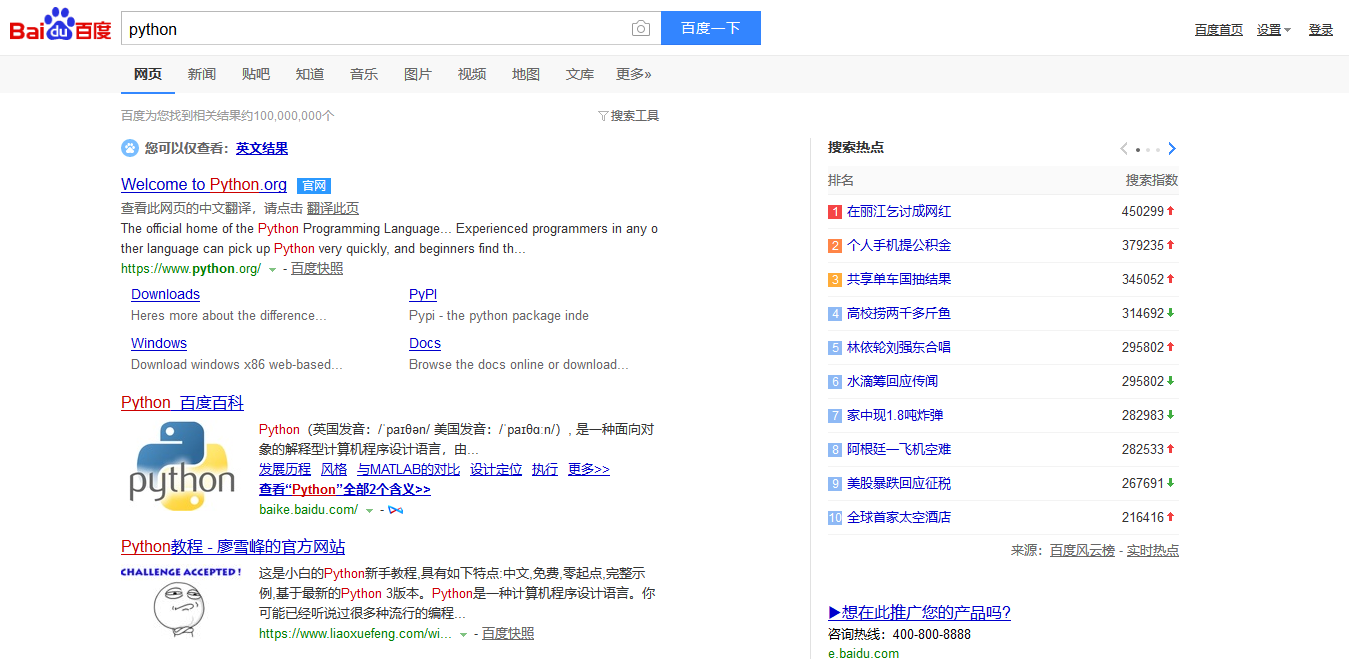 Bai du 百度 python 百度一下 百度首页 设置 登录
网页 新闻 贴吧 知道 音乐 图片 视频 地图 文库 更多»
百度为您找到相关结果约100,000,000个 搜索工具
您可以仅查看：英文结果
Welcome to Python.org 官网
查看此网页的中文翻译，请点击 翻译此页
The official home of the Python Programming Language... Experienced programmers in any o
ther language can pick up Python very quickly, and beginners find th...
https://www.python.org/ - 百度快照
Downloads PyPI
Heres more about the difference... Pypi - the python package inde
Windows Docs
Download windows x86 web-based... Browse the docs online or download...
Python_百度百科
python
Python（英国发音：/ˈpaɪθən/ 美国发音：/ˈpaɪθɑːn/），是一种面向对
象的解释型计算机程序设计语言，由...
发展历程 风格 与MATLAB的对比 设计定位 执行 更多>>
查看“Python”全部2个含义>>
baike.baidu.com/ -
Python教程 - 廖雪峰的官方网站
CHALLENGE ACCEPTED!
这是小白的Python新手教程,具有如下特点:中文,免费,零起点,完整示
例,基于最新的Python 3版本。Python是一种计算机程序设计语言。你
可能已经听说过很多种流行的编程...
https://www.liaoxuefeng.com/wi... - 百度快照
搜索热点
排名 搜索指数
1 在丽江乞讨成网红 450299
2 个人手机提公积金 379235
3 共享单车国抽结果 345052
4 高校捞两千多斤鱼 314692
5 林依轮刘强东合唱 295802
6 水滴筹回应传闻 295802
7 家中现1.8吨炸弹 282983
8 阿根廷一飞机空难 282533
9 美股暴跌回应征税 267691
10 全球首家太空酒店 216416
来源：百度风云榜 - 实时热点
▶想在此推广您的产品吗?
咨询热线：400-800-8888
e.baidu.com